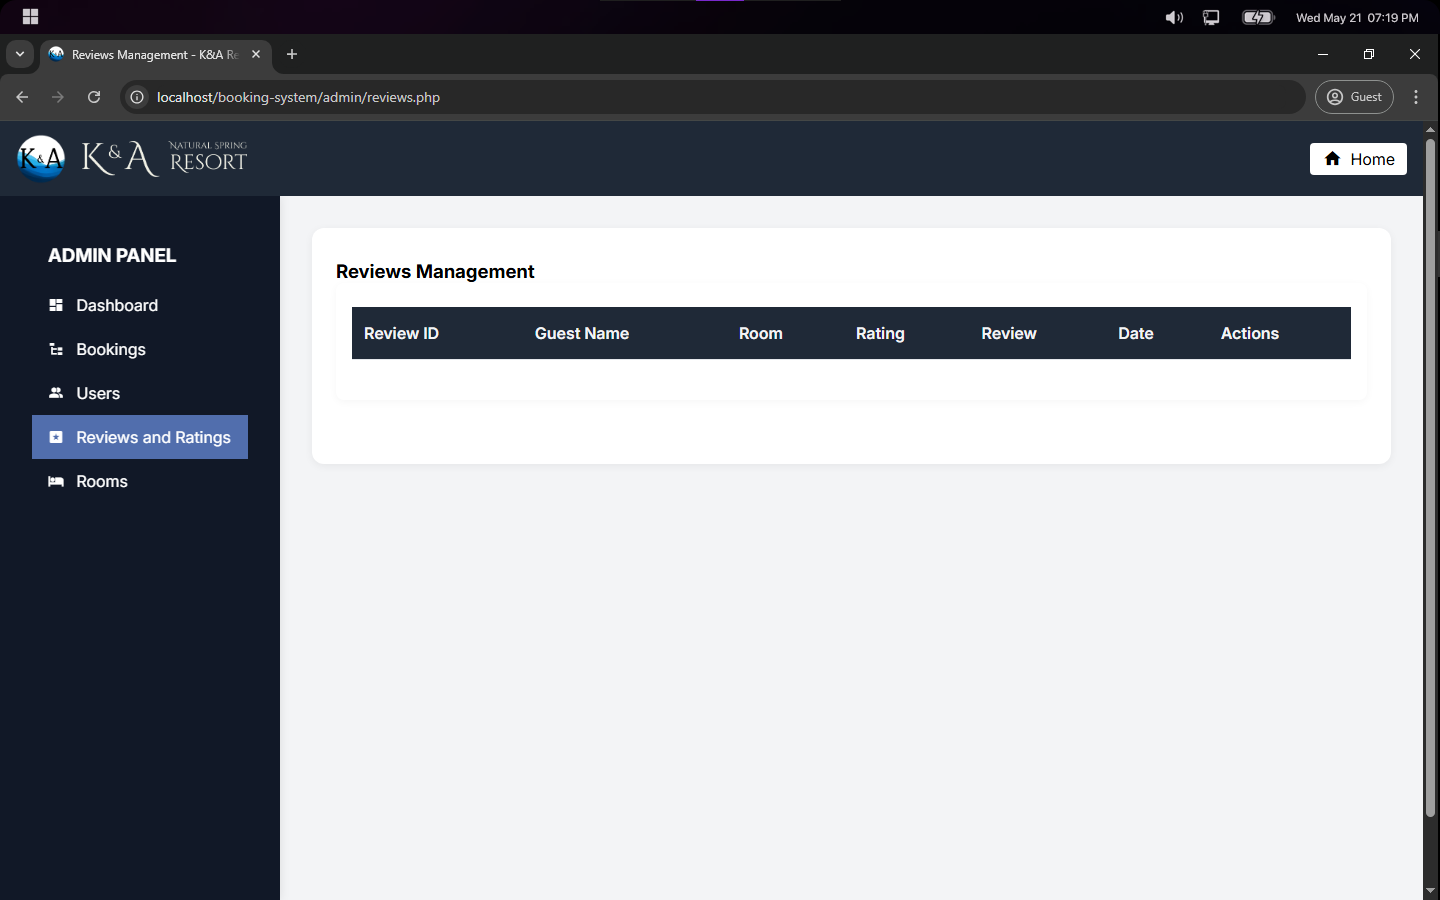 Wed May 21 07:19 PM
Reviews Management - K&A Re
localhost/booking-system/admin/reviews.php
Guest
K&A
K & A NATURAL SPRING
RESORT
Home
ADMIN PANEL
Dashboard
Bookings
Users
Reviews and Ratings
Rooms
Reviews Management
Review ID Guest Name Room Rating Review Date Actions